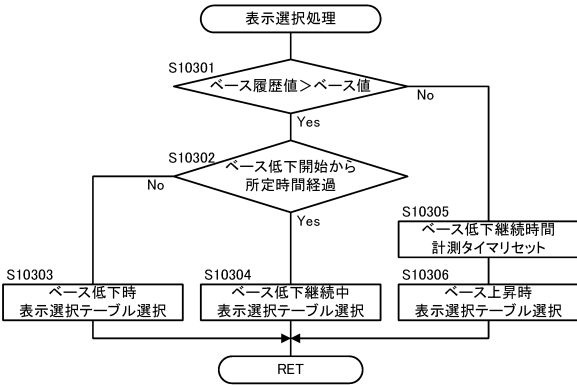 表示選択処理
S10301
ベース履歴値＞ベース値
No
Yes
S10302
ベース低下開始から
所定時間経過
No
Yes
S10305
ベース低下継続時間
計測タイマリセット
S10303
ベース低下時
表示選択テーブル選択
S10304
ベース低下継続中
表示選択テーブル選択
S10306
ベース上昇時
表示選択テーブル選択
RET